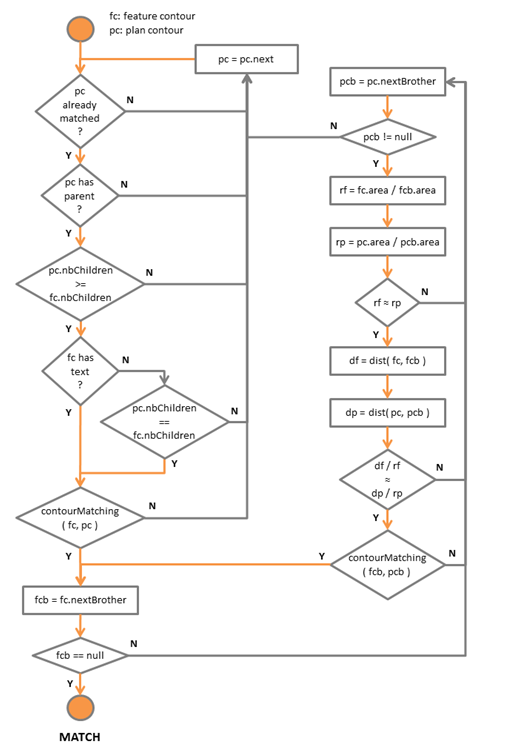 fc: feature contour
pc: plan contour
pc = pc.next
pc
already
matched
?
N
Y
pc has
parent
?
N
Y
pc.nbChildren
>=
fc.nbChildren
N
Y
fc has
text
?
N
Y
pc.nbChildren
==
fc.nbChildren
N
Y
contourMatching
( fc, pc )
N
Y
fcb = fc.nextBrother
fcb == null
N
Y
MATCH
pcb = pc.nextBrother
pcb != null
N
Y
rf = fc.area / fcb.area
rp = pc.area / pcb.area
rf ≈ rp
N
Y
df = dist( fc, fcb )
dp = dist( pc, pcb )
df / rf
≈
dp / rp
N
Y
contourMatching
( fcb, pcb )
N
Y